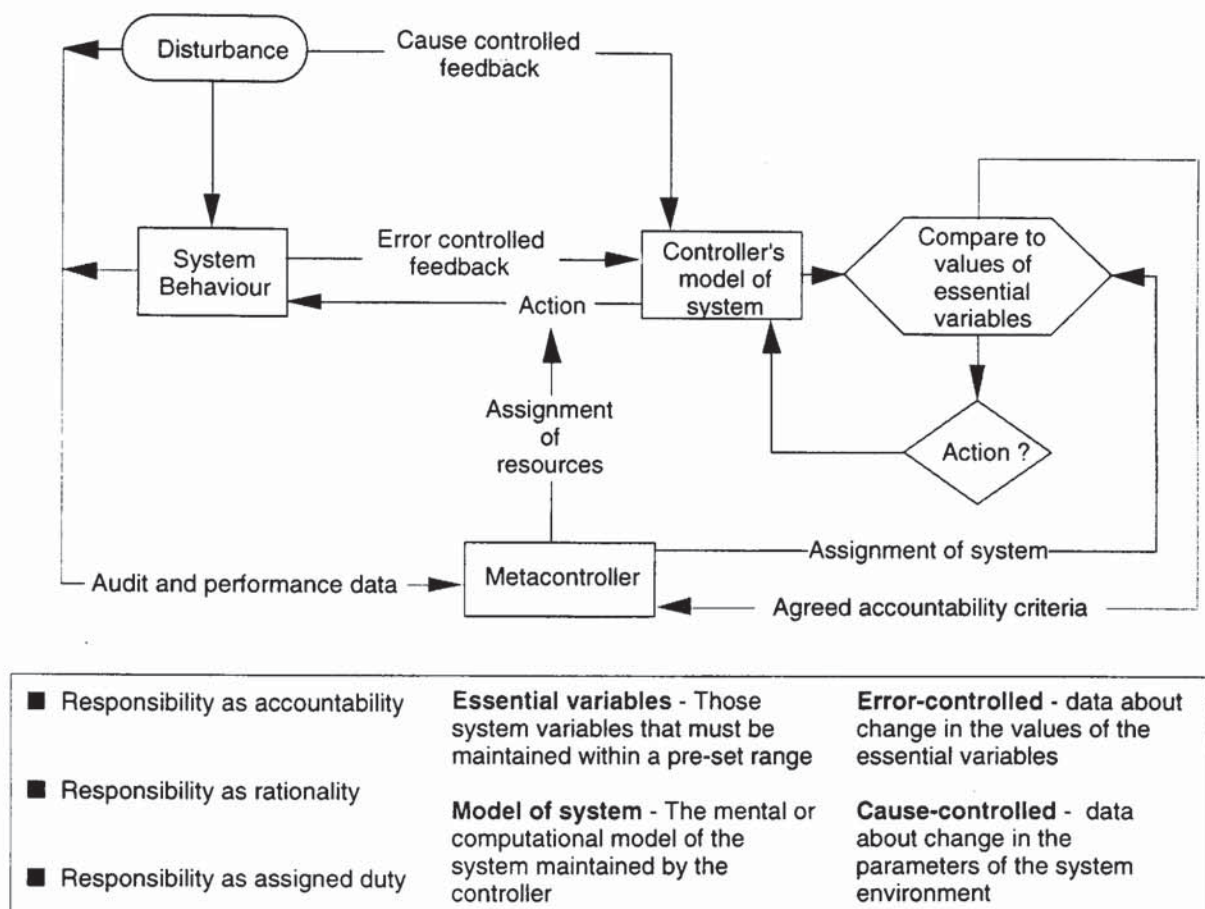 Disturbance
Cause controlled
feedback
System
Behaviour
Error controlled
feedback
Action
Controller's
model of
system
Compare to
values of
essential
variables
Assignment
of
resources
Action ?
Metacontroller
Assignment of system
Audit and performance data
Agreed accountability criteria
■ Responsibility as accountability
■ Responsibility as rationality
■ Responsibility as assigned duty
Essential variables - Those
system variables that must be
maintained within a pre-set range
Model of system - The mental or
computational model of the
system maintained by the
controller
Error-controlled - data about
change in the values of the
essential variables
Cause-controlled - data
about change in the
parameters of the system
environment